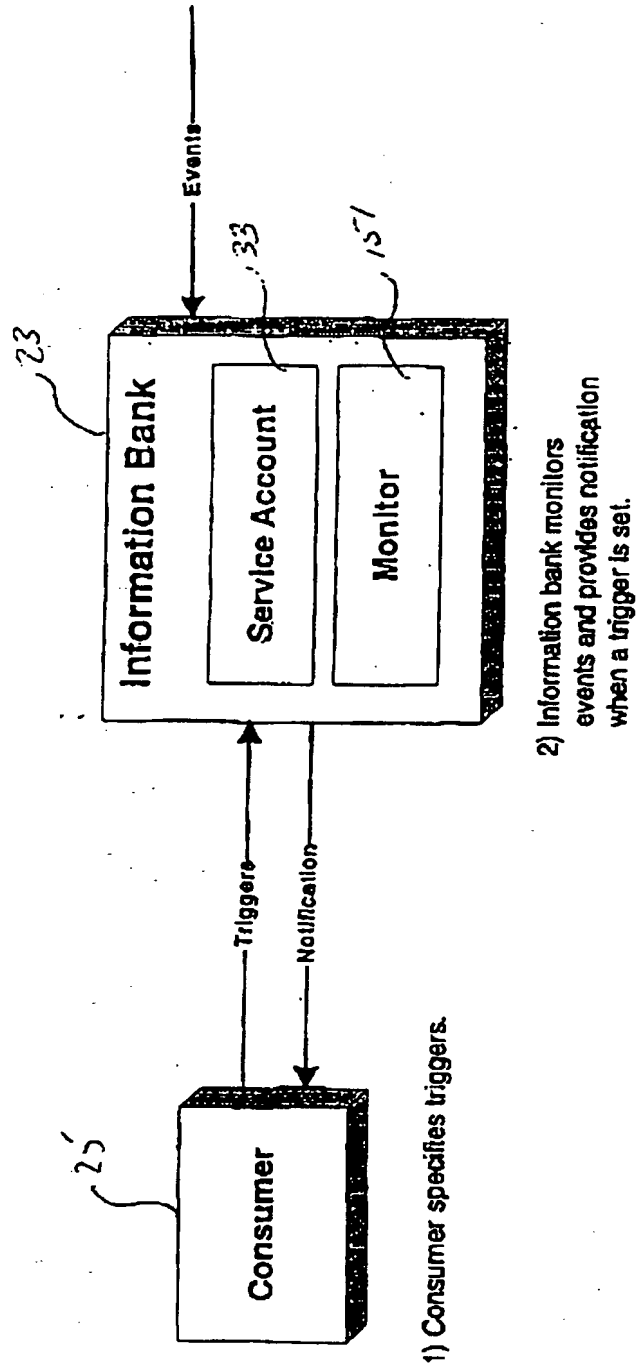 25
Consumer
1) Consumer specifies triggers.
Triggers
Notification
23
Information Bank
Service Account
33
Monitor
151
Events
2) Information bank monitors
events and provides notification
when a trigger is set.